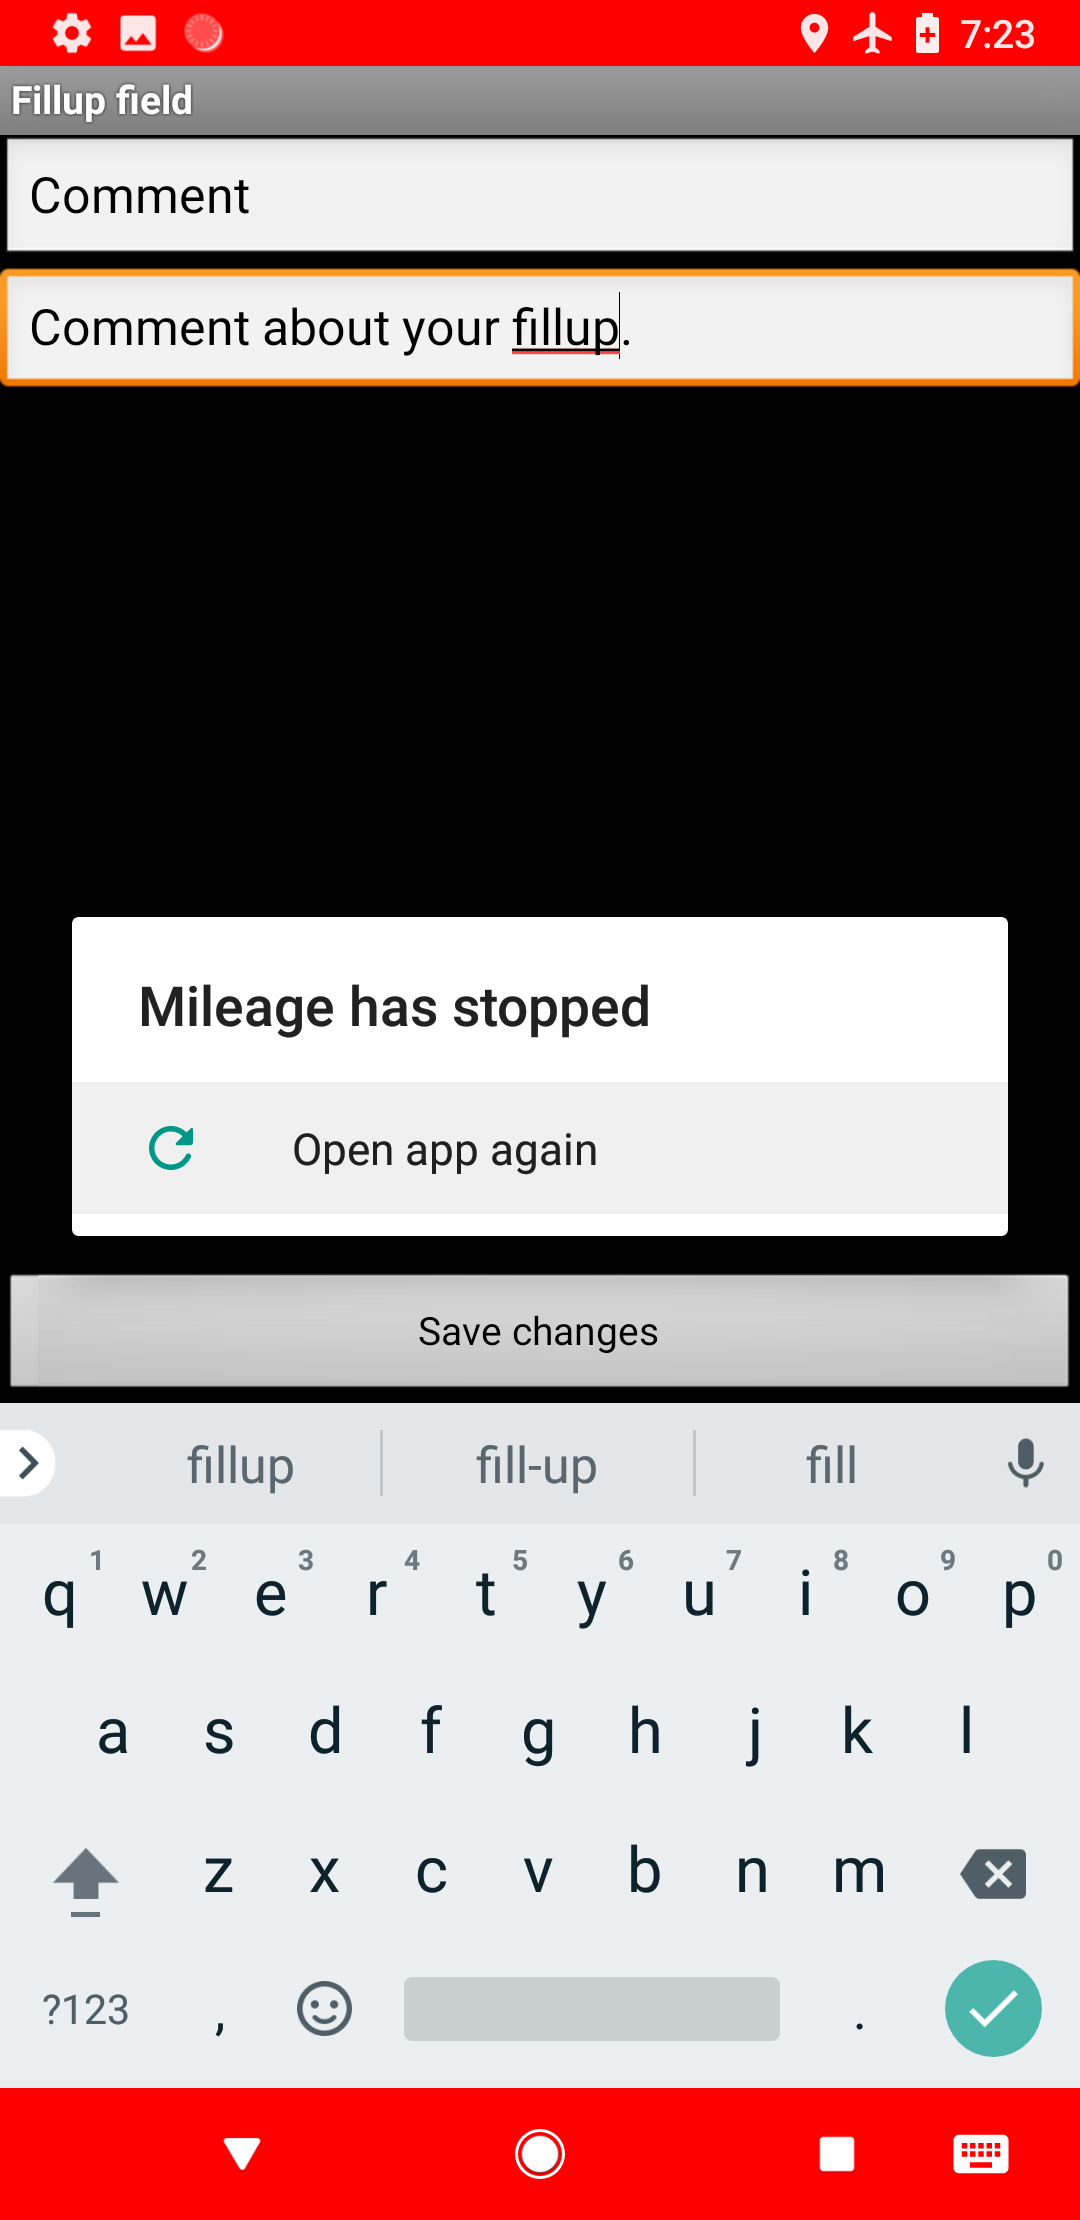 7:23
Fillup field
Comment
Comment about your fillup.
Mileage has stopped
Open app again
Save changes
fillup fill-up fill
1 2 3 4 5 6 7 8 9 0
q w e r t y u i o p
a s d f g h j k l
z x c v b n m
?123 , .